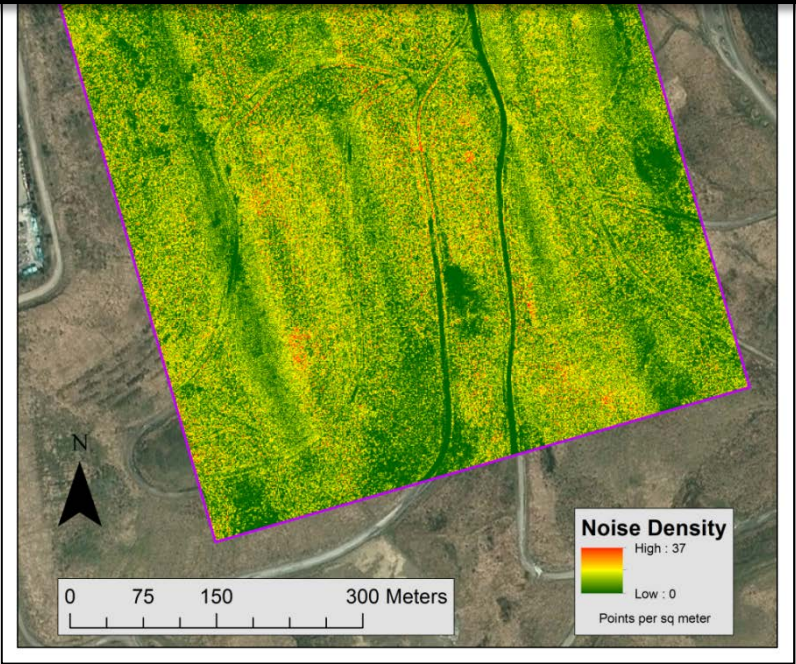 N
0 75 150 300 Meters
Noise Density
High : 37
Low : 0
Points per sq meter